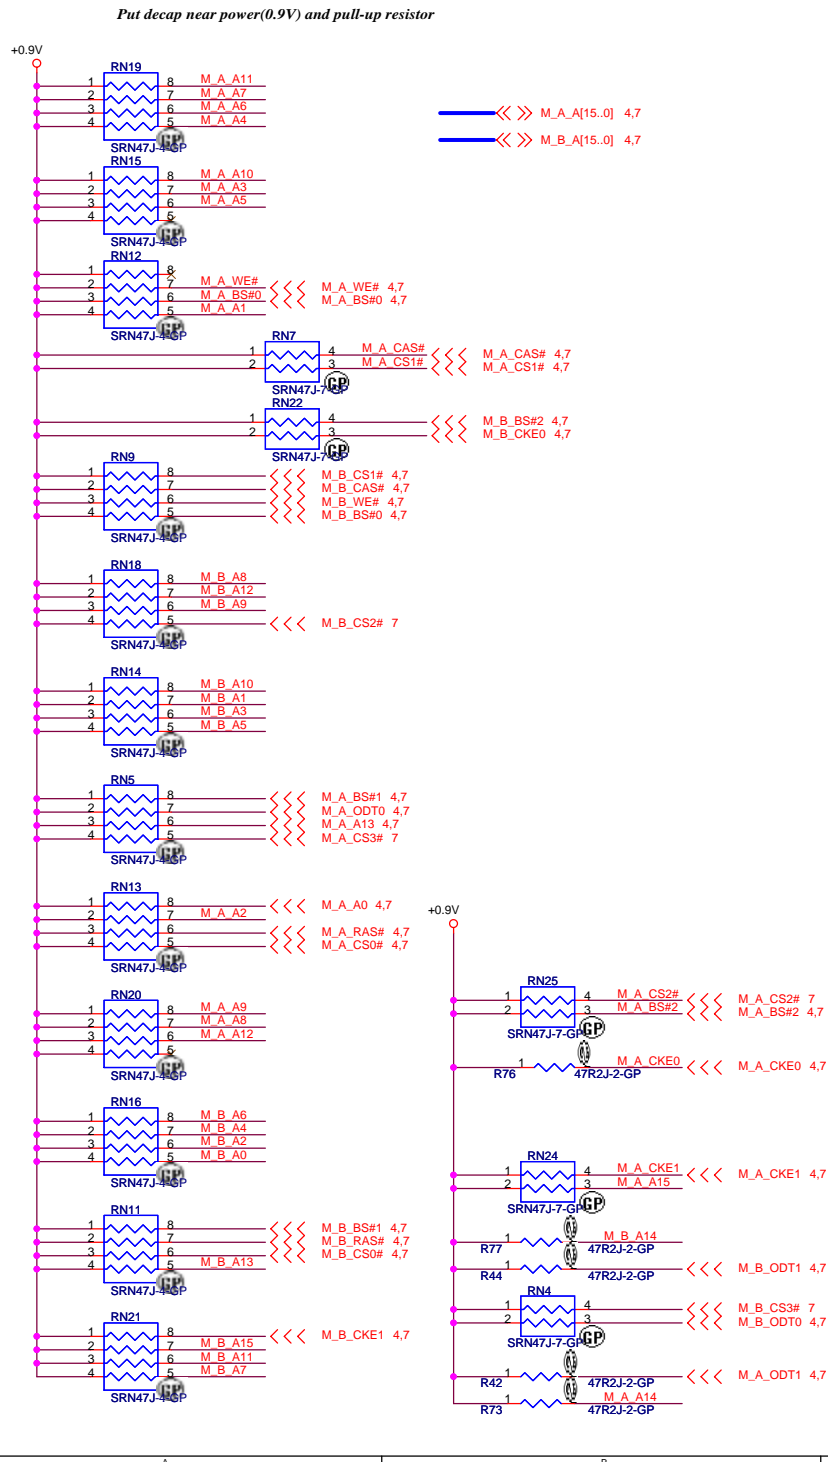 Put decap near power(0.9V) and pull-up resistor
+0.9V
RN19
1 8 M_A_A11
2 7 M_A_A7
3 6 M_A_A6
4 5 M_A_A4
GP
SRN47J-4-GP
M_A_A[15..0] 4,7
M_B_A[15..0] 4,7
RN15
1 8 M_A_A10
2 7 M_A_A3
3 6 M_A_A5
4 5
GP
SRN47J-4-GP
RN12
1 8
2 7 M_A_WE# M_A_WE# 4,7
3 6 M_A_BS#0 M_A_BS#0 4,7
4 5 M_A_A1
GP
SRN47J-4-GP
RN7
1 4 M_A_CAS# M_A_CAS# 4,7
2 3 M_A_CS1# M_A_CS1# 4,7
GP
SRN47J-7-GP
RN22
1 4 M_B_BS#2 4,7
2 3 M_B_CKE0 4,7
GP
SRN47J-7-GP
RN9
1 8 M_B_CS1# 4,7
2 7 M_B_CAS# 4,7
3 6 M_B_WE# 4,7
4 5 M_B_BS#0 4,7
GP
SRN47J-4-GP
RN18
1 8 M_B_A8
2 7 M_B_A12
3 6 M_B_A9
4 5 M_B_CS2# 7
GP
SRN47J-4-GP
RN14
1 8 M_B_A10
2 7 M_B_A1
3 6 M_B_A3
4 5 M_B_A5
GP
SRN47J-4-GP
RN5
1 8 M_A_BS#1 4,7
2 7 M_A_ODT0 4,7
3 6 M_A_A13 4,7
4 5 M_A_CS3# 7
GP
SRN47J-4-GP
RN13
1 8 M_A_A0 4,7
2 7 M_A_A2
3 6 M_A_RAS# 4,7
4 5 M_A_CS0# 4,7
GP
SRN47J-4-GP
RN20
1 8 M_A_A9
2 7 M_A_A8
3 6 M_A_A12
4 5
GP
SRN47J-4-GP
RN16
1 8 M_B_A6
2 7 M_B_A4
3 6 M_B_A2
4 5 M_B_A0
GP
SRN47J-4-GP
RN11
1 8 M_B_BS#1 4,7
2 7 M_B_RAS# 4,7
3 6 M_B_CS0# 4,7
4 5 M_B_A13
GP
SRN47J-4-GP
RN21
1 8 M_B_CKE1 4,7
2 7 M_B_A15
3 6 M_B_A11
4 5 M_B_A7
GP
SRN47J-4-GP
+0.9V
RN25
1 4 M_A_CS2# M_A_CS2# 7
2 3 M_A_BS#2 M_A_BS#2 4,7
GP
SRN47J-7-GP
1 M_A_CKE0 M_A_CKE0 4,7
R76 47R2J-2-GP
RN24
1 4 M_A_CKE1 M_A_CKE1 4,7
2 3 M_A_A15
GP
SRN47J-7-GP
1 M_B_A14
R77 47R2J-2-GP
1 M_B_ODT1 4,7
R44 47R2J-2-GP
RN4
1 4 M_B_CS3# 7
2 3 M_B_ODT0 4,7
GP
SRN47J-7-GP
1 M_A_ODT1 4,7
R42 47R2J-2-GP
1 M_A_A14
R73 47R2J-2-GP